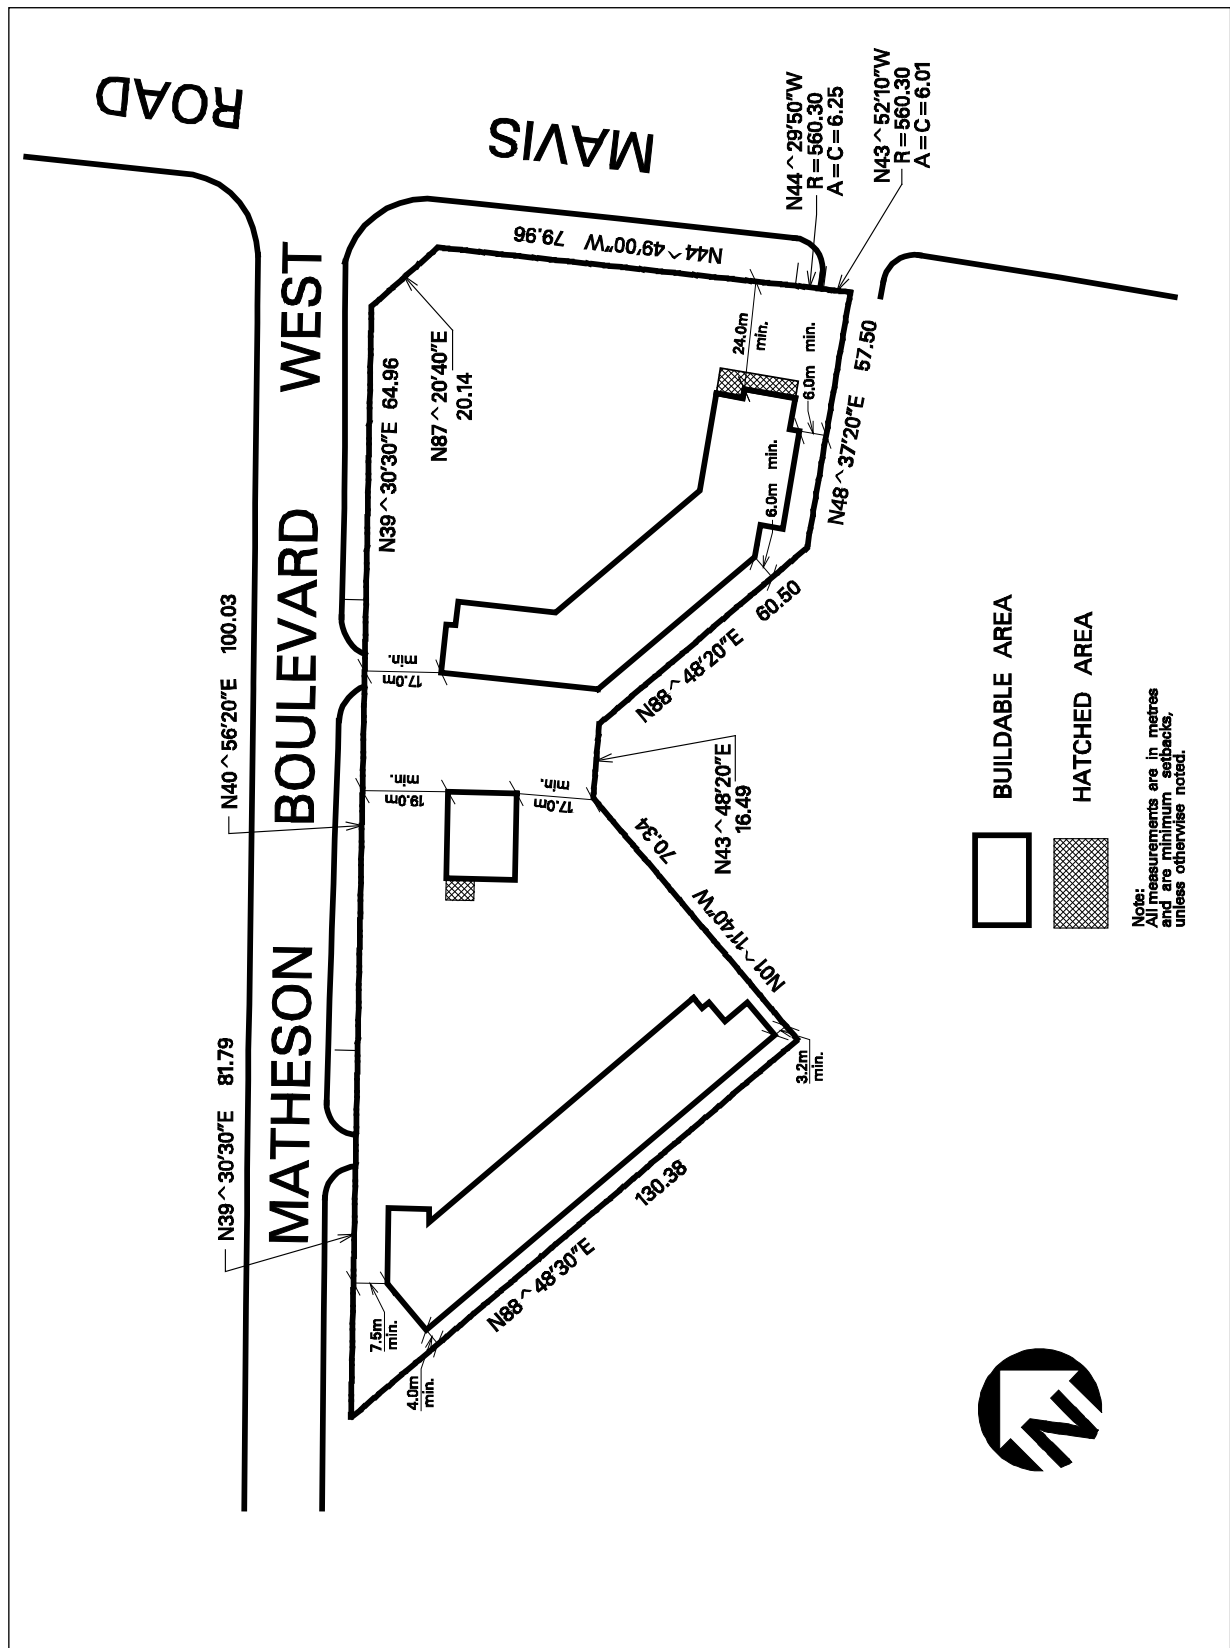 MATHESON BOULEVARD WEST
MAVIS ROAD
N39^30'30"E 81.79
N40^56'20"E 100.03
N39^30'30"E 64.96
N87^20'40"E
20.14
N44^49'00"W 79.96
N44^29'50"W
R=560.30
A=C=6.25
N43^52'10"W
R=560.30
A=C=6.01
N48^37'20"E 57.50
24.0m
min.
6.0m min.
6.0m min.
N88^48'20"E 60.50
17.0m
min.
19.0m
min.
17.0m
min.
N43^48'20"E
16.49
N01^11'40"W 70.34
3.2m
min.
N88^48'30"E 130.38
7.5m
min.
4.0m
min.
BUILDABLE AREA
HATCHED AREA
Note:
All measurements are in metres
and are minimum setbacks,
unless otherwise noted.
N